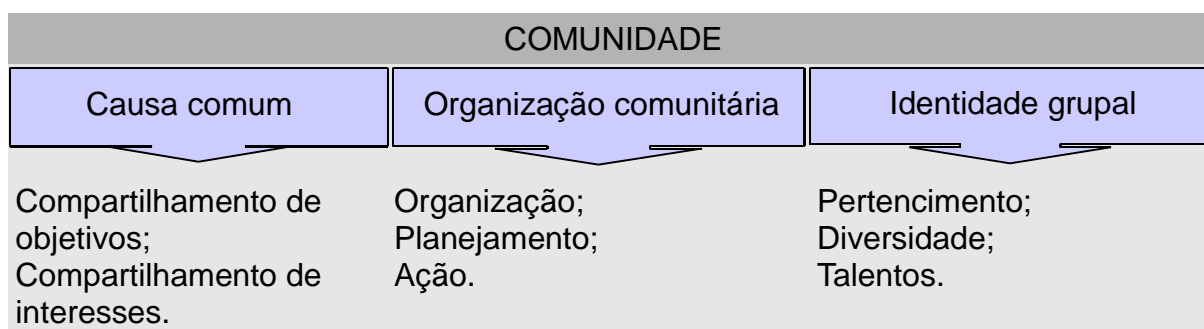 COMUNIDADE
Causa comum
Organização comunitária
Identidade grupal
Compartilhamento de
objetivos;
Compartilhamento de
interesses.
Organização;
Planejamento;
Ação.
Pertencimento;
Diversidade;
Talentos.